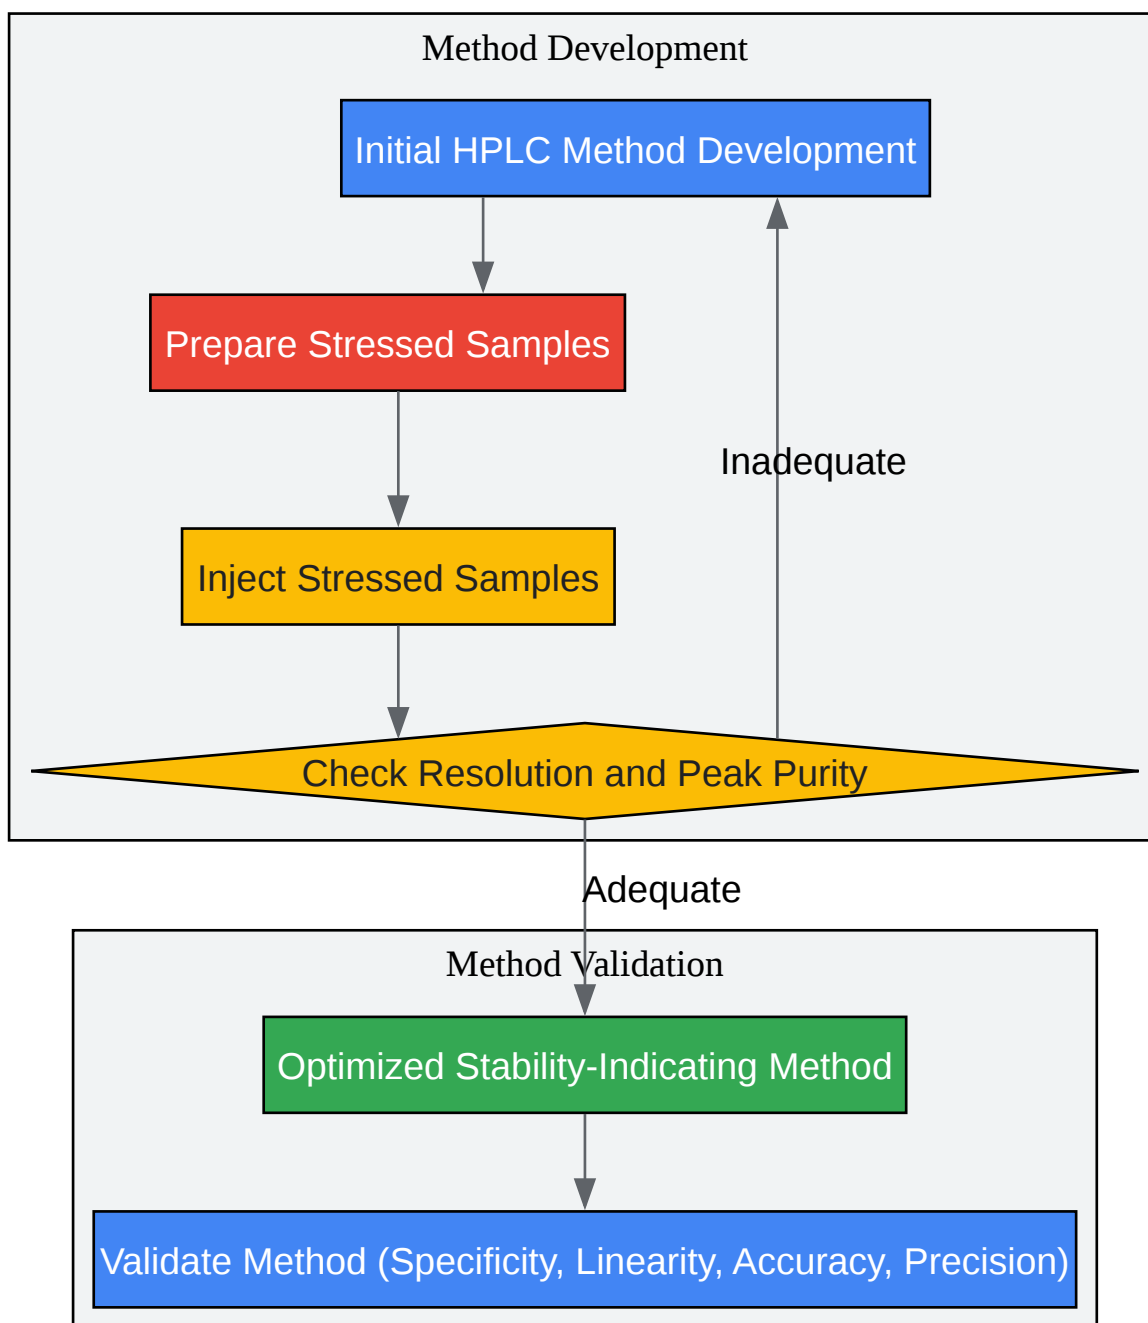 Method Development
Initial HPLC Method Development
Prepare Stressed Samples
Inadequate
Inject Stressed Samples
Check Resolution and Peak Purity
Adequate
Method Validation
Optimized Stability-Indicating Method
Validate Method (Specificity, Linearity, Accuracy, Precision)